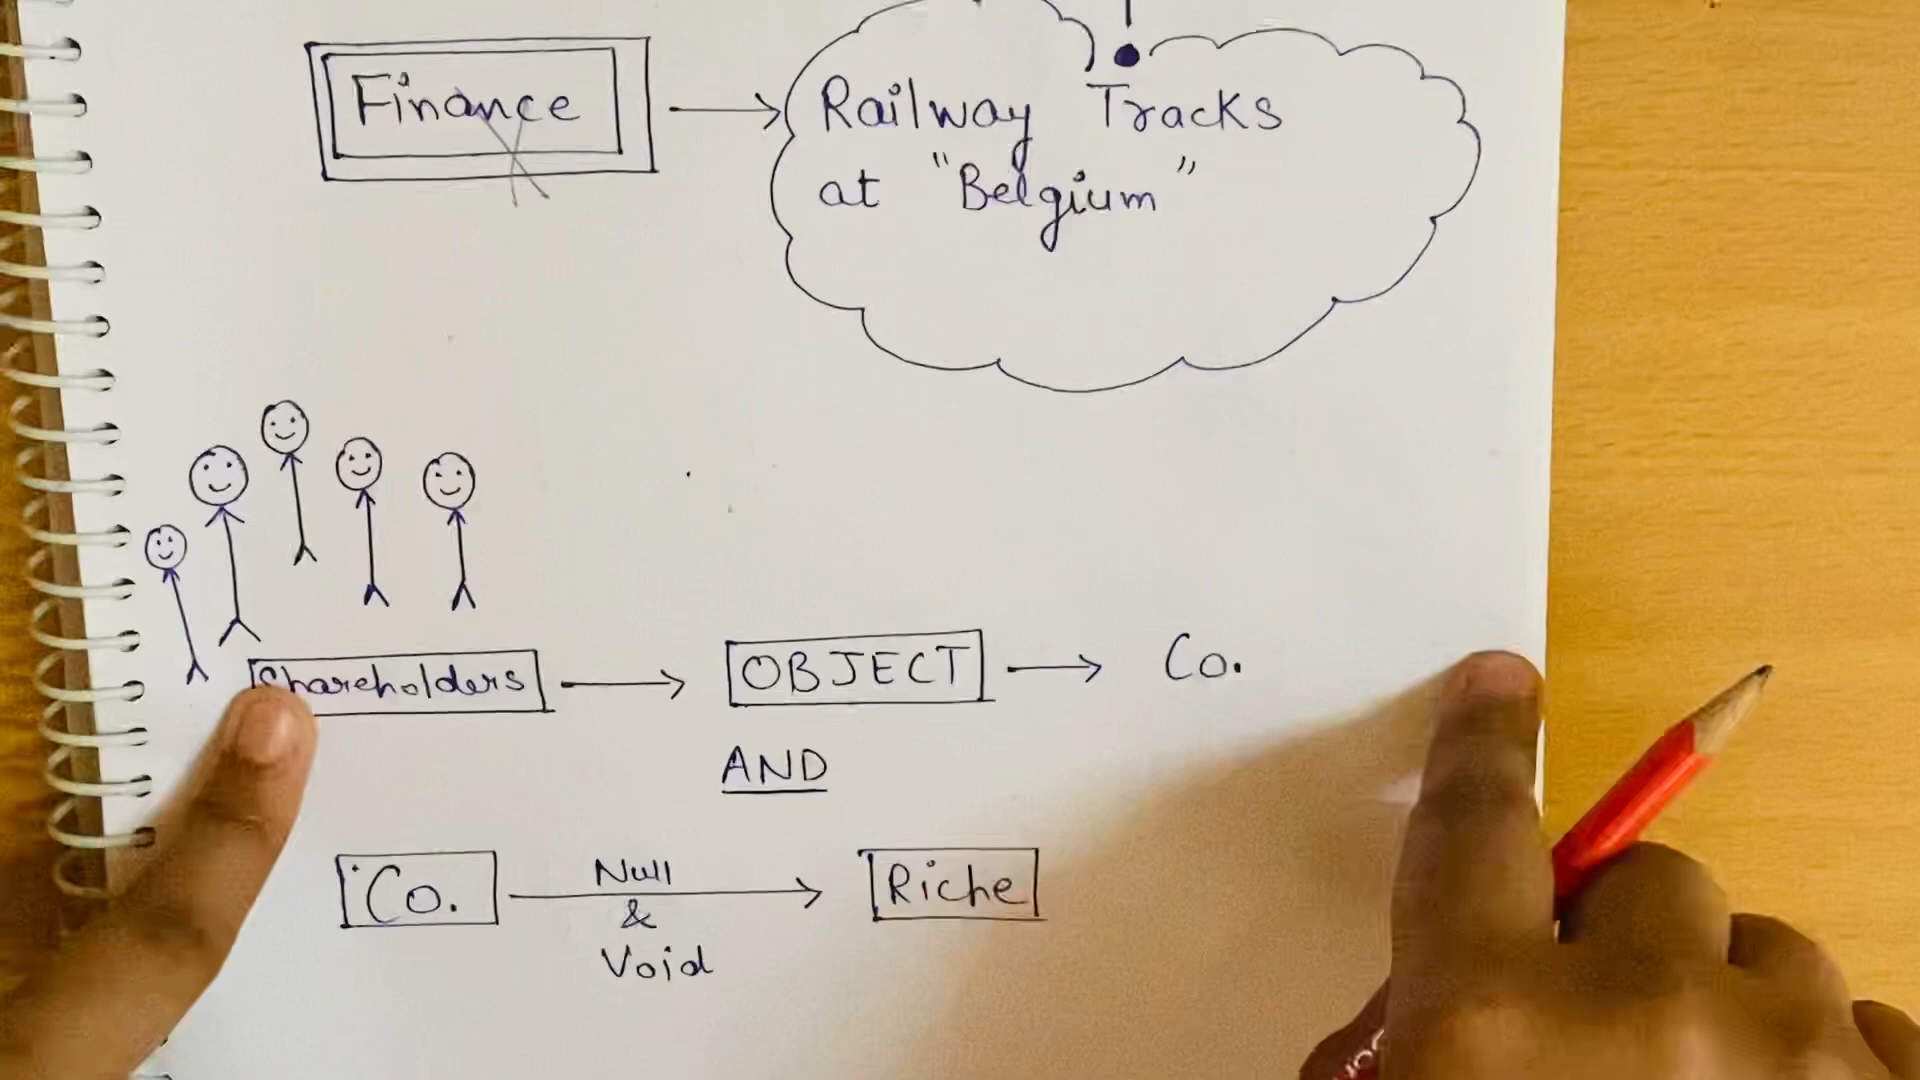 Finance
Railway Tracks
at "Belgium"
Shareholders
OBJECT
Co.
AND
Co.
Null
&
Void
Riche